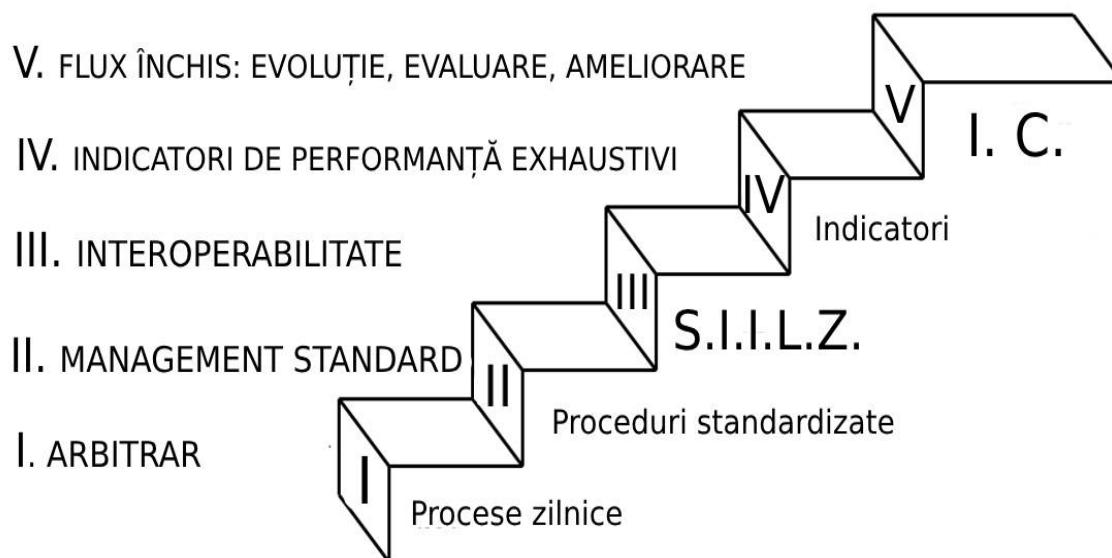 V. FLUX ÎNCHIS: EVOLUȚIE, EVALUARE, AMELIORARE
IV. INDICATORI DE PERFORMANȚĂ EXHAUSTIVI
III. INTEROPERABILITATE
II. MANAGEMENT STANDARD
I. ARBITRAR
V
I. C.
IV
Indicatori
III
S.I.I.L.Z.
II
Proceduri standardizate
I
Procese zilnice